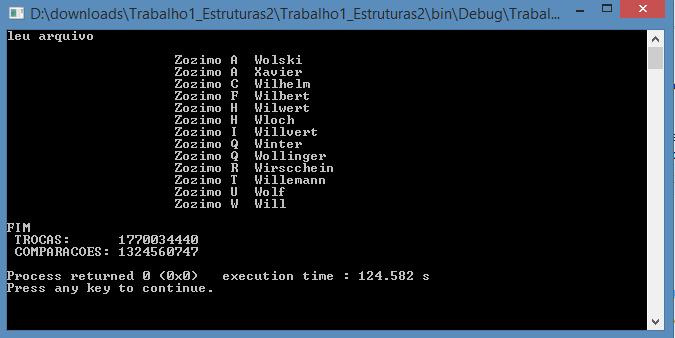 D:\downloads\Trabalho1_Estruturas2\Trabalho1_Estruturas2\bin\Debug\Trabal...
leu arquivo
Zozimo A  Wolski
Zozimo A  Xavier
Zozimo C  Wilhelm
Zozimo F  Wilbert
Zozimo H  Wilwert
Zozimo H  Wloch
Zozimo I  Willvert
Zozimo Q  Winter
Zozimo Q  Wollinger
Zozimo R  Wirscchein
Zozimo T  Willemann
Zozimo U  Wolf
Zozimo W  Will
FIM
TROCAS:      1770034440
COMPARACOES: 1324560747
Process returned 0 (0x0)   execution time : 124.582 s
Press any key to continue.